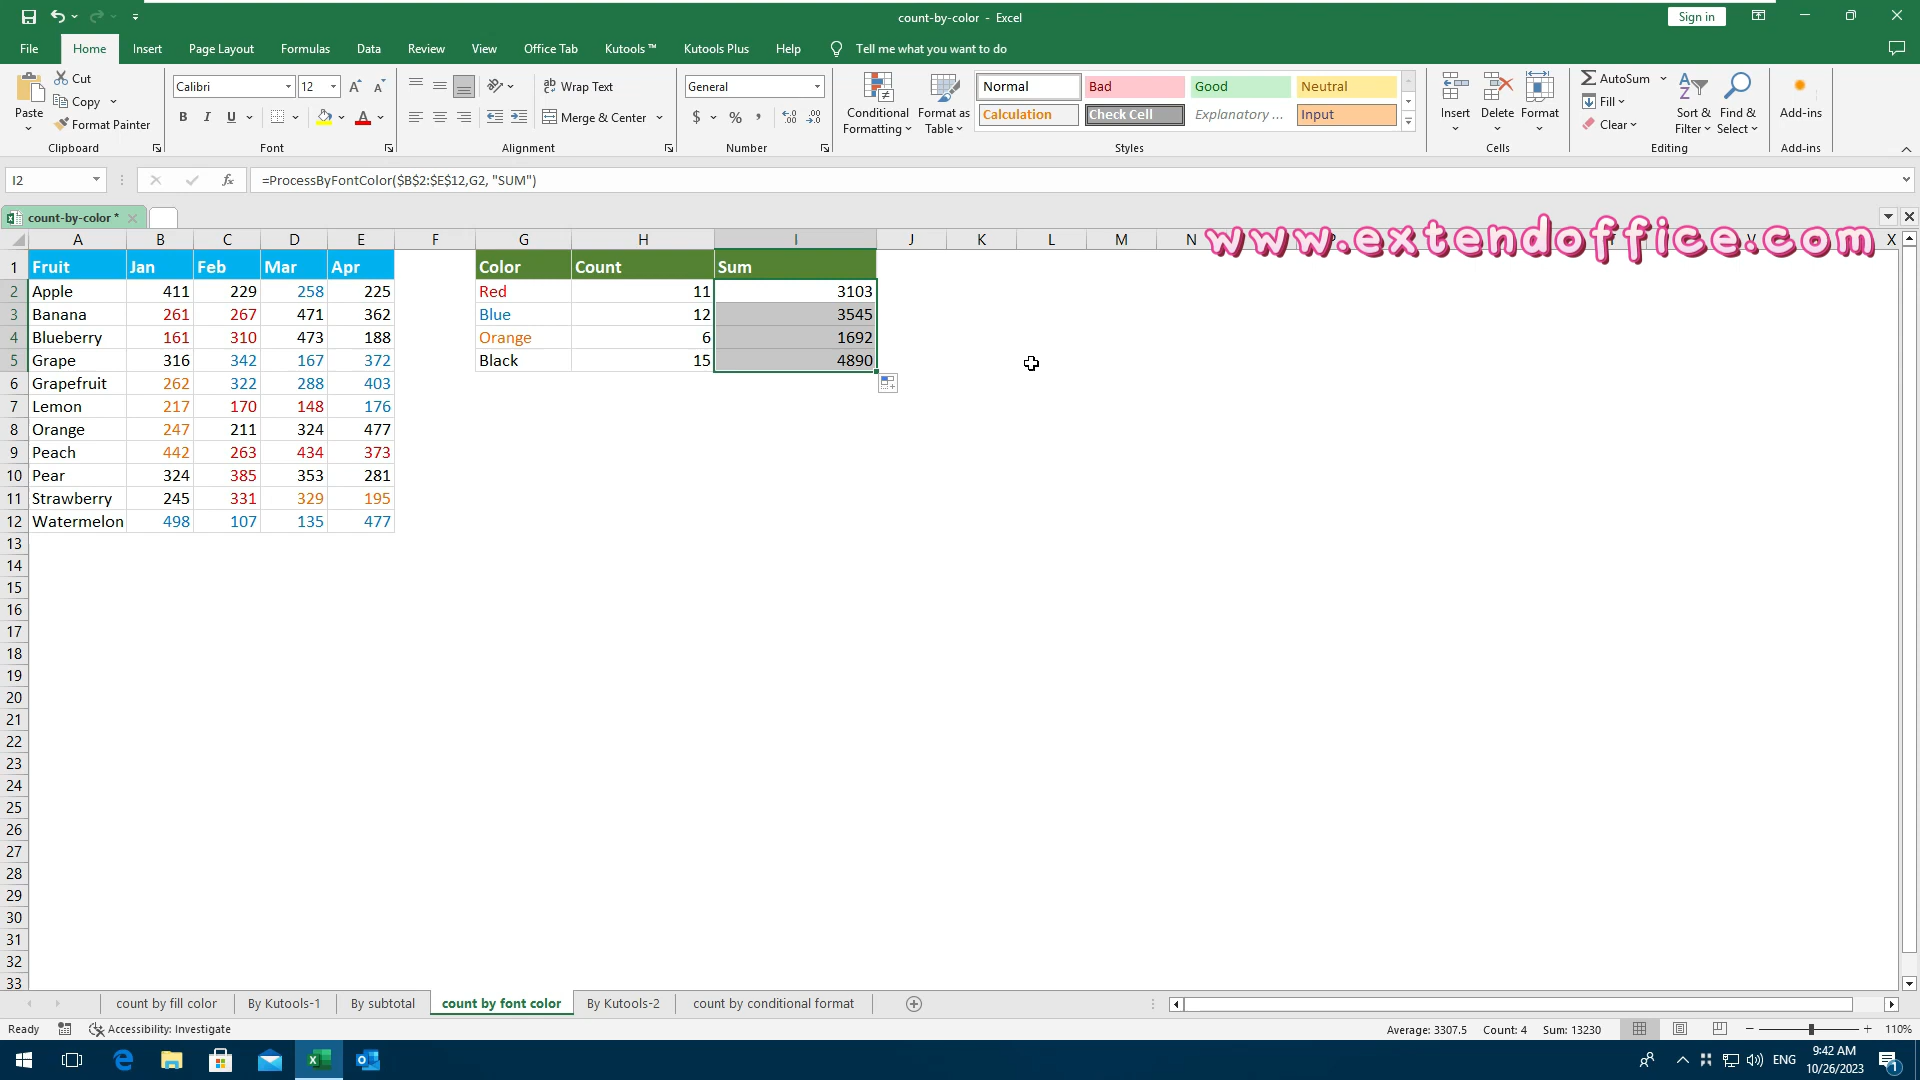 count-by-color - Excel
Sign in
File Home Insert Page Layout Formulas Data Review View Office Tab Kutools ™ Kutools Plus Help Tell me what you want to do
Paste
Cut
Copy
Format Painter
Clipboard
Calibri 12
B I U
Font
Wrap Text
Merge & Center
Alignment
General
$ % ,
Number
Conditional Formatting
Format as Table
Normal Bad Good Neutral
Calculation Check Cell Explanatory ... Input
Styles
Insert Delete Format
Cells
AutoSum
Fill
Clear
Sort & Filter
Find & Select
Editing
Add-ins
Add-ins
I2 fx =ProcessByFontColor($B$2:$E$12,G2, "SUM")
count-by-color *
www.extendoffice.com
A B C D E F G H I J K L M N X
1 Fruit Jan Feb Mar Apr Color Count Sum
2 Apple 411 229 258 225 Red 11 3103
3 Banana 261 267 471 362 Blue 12 3545
4 Blueberry 161 310 473 188 Orange 6 1692
5 Grape 316 342 167 372 Black 15 4890
6 Grapefruit 262 322 288 403
7 Lemon 217 170 148 176
8 Orange 247 211 324 477
9 Peach 442 263 434 373
10 Pear 324 385 353 281
11 Strawberry 245 331 329 195
12 Watermelon 498 107 135 477
13
14
15
16
17
18
19
20
21
22
23
24
25
26
27
28
29
30
31
32
33
count by fill color By Kutools-1 By subtotal count by font color By Kutools-2 count by conditional format
Ready Accessibility: Investigate Average: 3307.5 Count: 4 Sum: 13230 110%
ENG 9:42 AM
10/26/2023 1